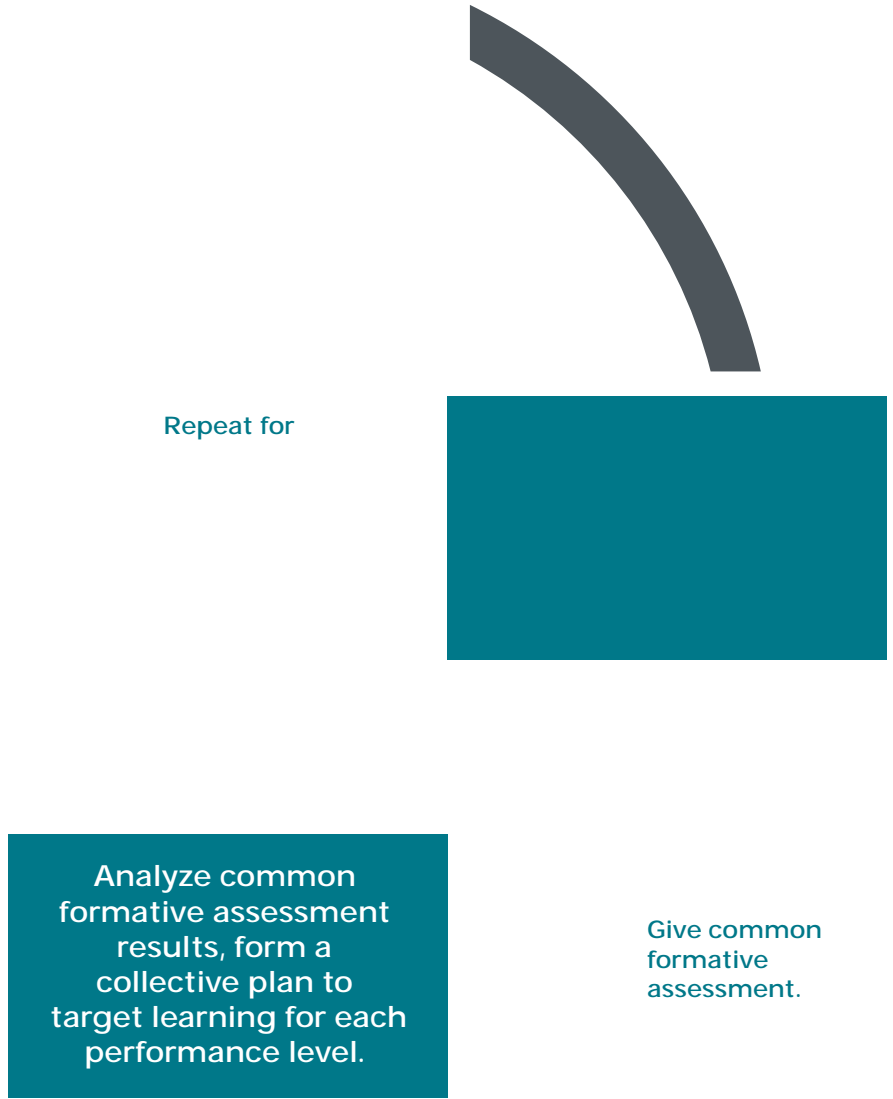 Repeat for
Analyze common
formative assessment
results, form a
collective plan to
target learning for each
performance level.
Give common
formative
assessment.